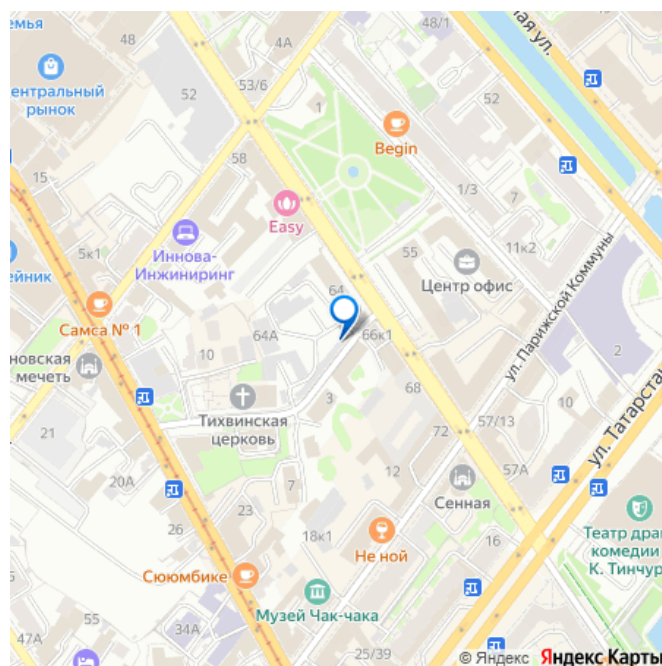 емья
48
4А
48/1
ная ул.
ентральный
рынок
52
53/6
1
Begin
52
15
58
1/3
7
Easy
5к1
Иннова-
Инжиниринг
ейник
55
11к2
Центр офис
ул. Парижской Коммуны
64
Самса № 1
64А
66к1
2
новская
мечеть
10
68
Тихвинская
церковь
3
10
21
72
57/13
ул. Татарстан
20А
7
12
57А
23
Сенная
26
18к1
16
Не ной
Театр дра
комедии
К. Тинчур
Сююмбике
Музей Чак-чака
55
34А
47А
25/39
© Яндекс Яндекс Карты